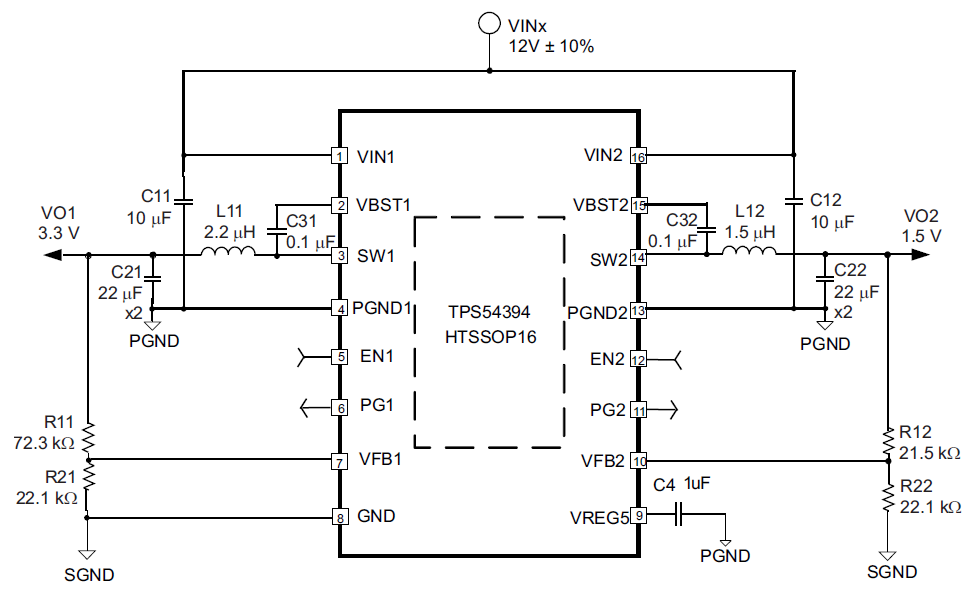 VINx
12V ± 10%
1
VIN1
VIN2
16
C11
10 μF
2
VBST1
VBST2
15
C12
10 μF
VO1
3.3 V
L11
2.2 μH
C31
0.1 μF
C32
0.1 μF
L12
1.5 μH
VO2
1.5 V
3
SW1
SW2
14
C21
22 μF
x2
C22
22 μF
x2
4
PGND1
PGND2
13
TPS54394
HTSSOP16
PGND
PGND
5
EN1
EN2
12
6
PG1
PG2
11
R11
72.3 kΩ
R12
21.5 kΩ
7
VFB1
VFB2
10
R21
22.1 kΩ
R22
22.1 kΩ
C4 1uF
8
GND
VREG5
9
PGND
SGND
SGND